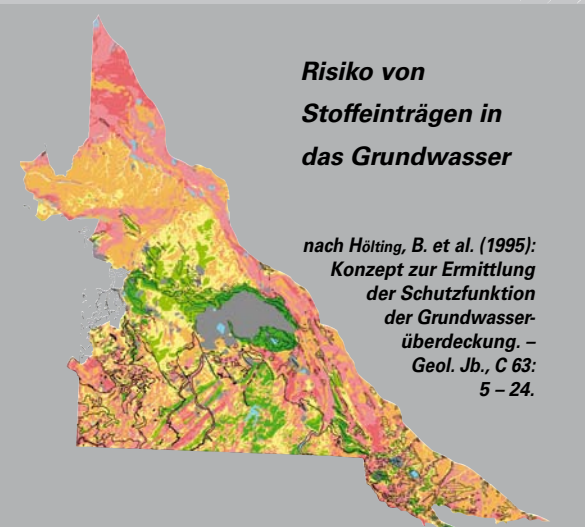 Risiko von
Stoffeinträgen in
das Grundwasser
nach Hölting, B. et al. (1995):
Konzept zur Ermittlung
der Schutzfunktion
der Grundwasser-
überdeckung. –
Geol. Jb., C 63:
5 – 24.